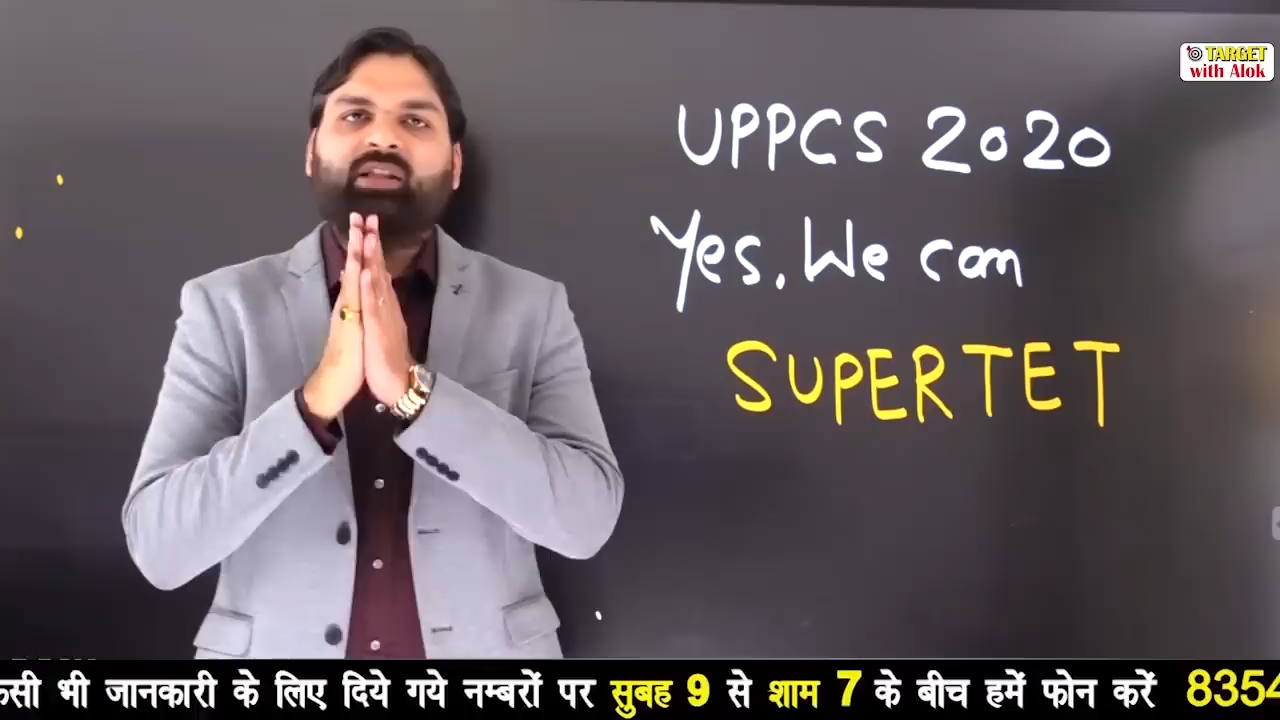 TARGET
with Alok
UPPCS 2020
Yes, We can
SUPERTET
भी जानकारी के लिए दिये गये नम्बरों पर सुबह 9 से शाम 7 के बीच हमें फोन करें 8354